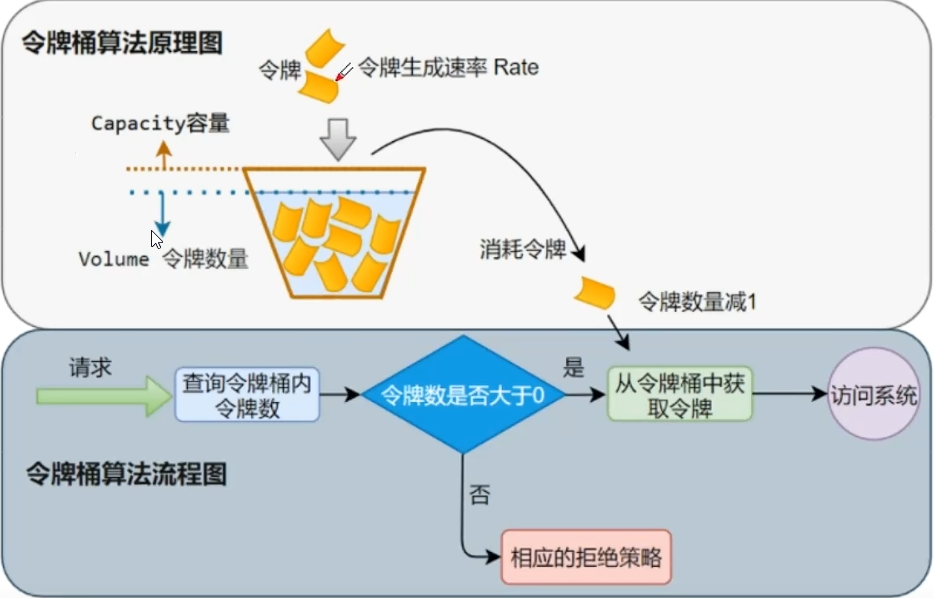 令牌桶算法原理图
令牌
令牌生成速率 Rate
Capacity容量
Volume 令牌数量
消耗令牌
令牌数量减1
请求
查询令牌桶内
令牌数
令牌数是否大于0
是
从令牌桶中获
取令牌
访问系统
令牌桶算法流程图
否
相应的拒绝策略